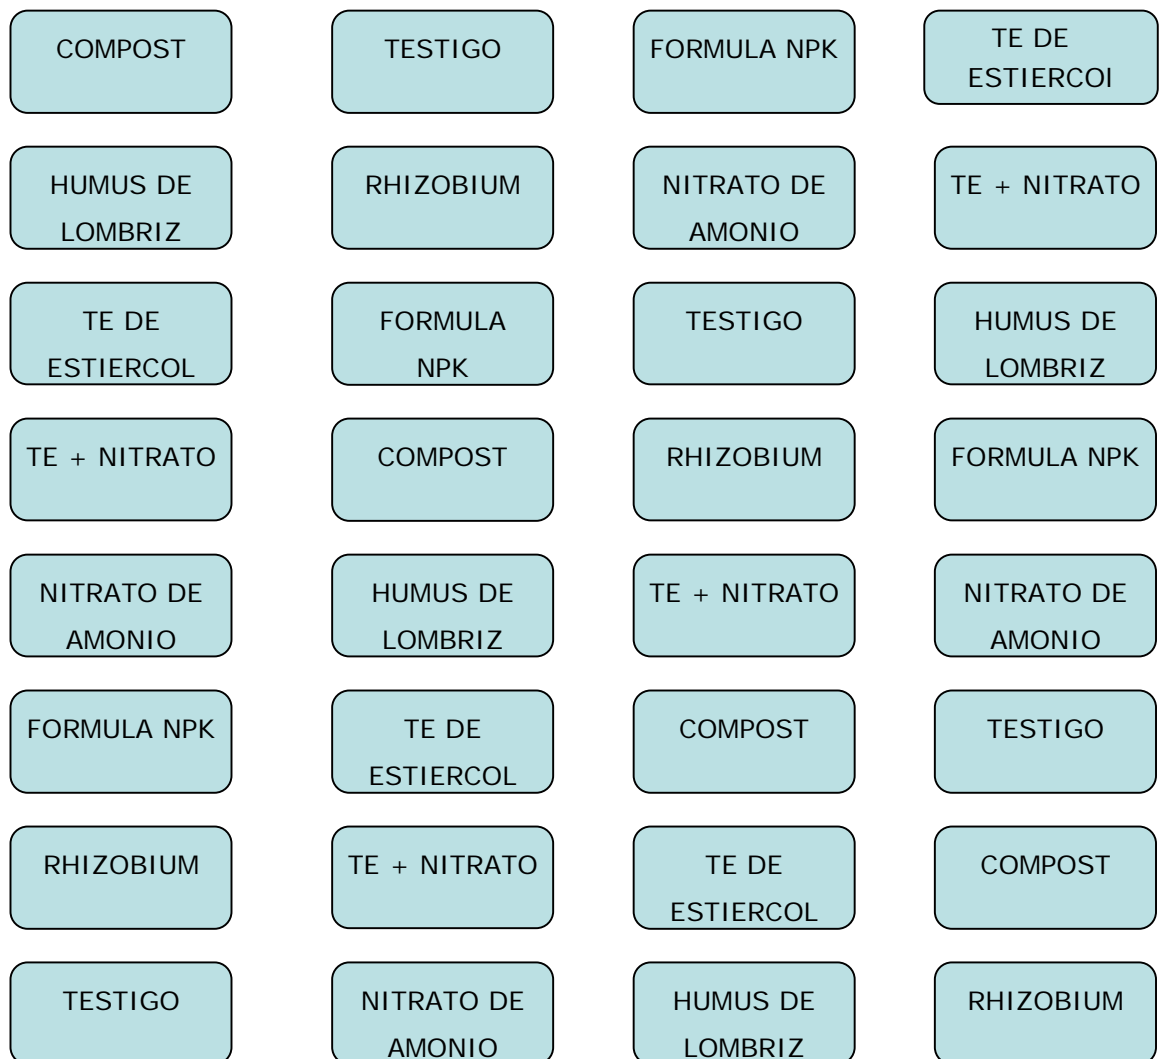 COMPOST
TESTIGO
FORMULA NPK
TE DE
ESTIERCOl
HUMUS DE
LOMBRIZ
RHIZOBIUM
NITRATO DE
AMONIO
TE + NITRATO
TE DE
ESTIERCOL
FORMULA
NPK
TESTIGO
HUMUS DE
LOMBRIZ
TE + NITRATO
COMPOST
RHIZOBIUM
FORMULA NPK
NITRATO DE
AMONIO
HUMUS DE
LOMBRIZ
TE + NITRATO
NITRATO DE
AMONIO
FORMULA NPK
TE DE
ESTIERCOL
COMPOST
TESTIGO
RHIZOBIUM
TE + NITRATO
TE DE
ESTIERCOL
COMPOST
TESTIGO
NITRATO DE
AMONIO
HUMUS DE
LOMBRIZ
RHIZOBIUM